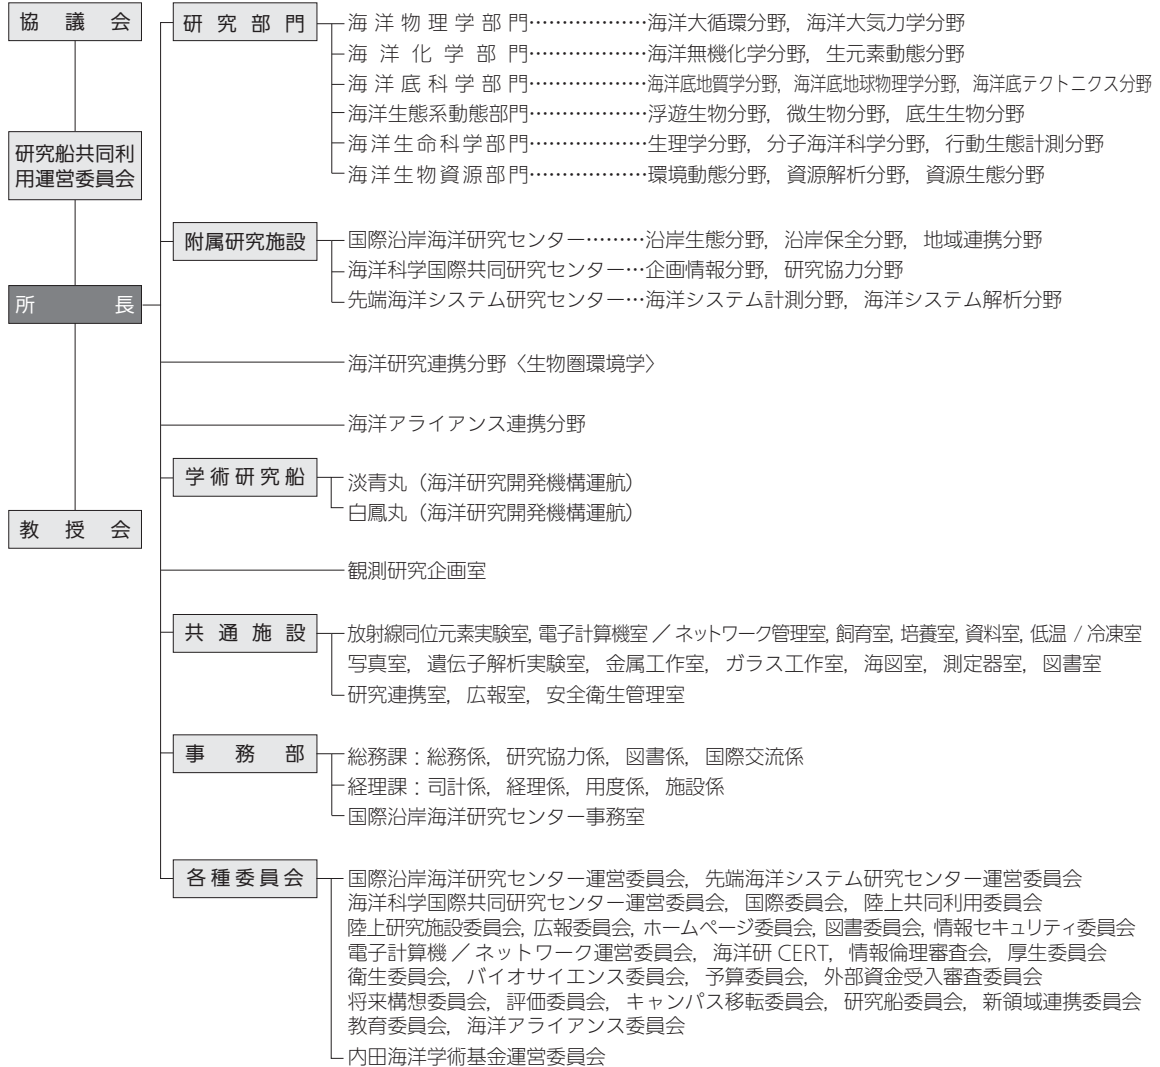 協議会
研究船共同利
用運営委員会
所長
教授会
研究部門
海洋物理学部門………………海洋大循環分野，海洋大気力学分野
海洋化学部門………………海洋無機化学分野，生元素動態分野
海洋底科学部門………………海洋底地質学分野，海洋底地球物理学分野，海洋底テクトニクス分野
海洋生態系動態部門………………浮遊生物分野，微生物分野，底生生物分野
海洋生命科学部門………………生理学分野，分子海洋科学分野，行動生態計測分野
海洋生物資源部門………………環境動態分野，資源解析分野，資源生態分野
附属研究施設
国際沿岸海洋研究センター………沿岸生態分野，沿岸保全分野，地域連携分野
海洋科学国際共同研究センター…企画情報分野，研究協力分野
先端海洋システム研究センター…海洋システム計測分野，海洋システム解析分野
海洋研究連携分野〈生物圏環境学〉
海洋アライアンス連携分野
学術研究船
淡青丸（海洋研究開発機構運航）
白鳳丸（海洋研究開発機構運航）
観測研究企画室
共通施設
放射線同位元素実験室，電子計算機室／ネットワーク管理室，飼育室，培養室，資料室，低温 / 冷凍室
写真室，遺伝子解析実験室，金属工作室，ガラス工作室，海図室，測定器室，図書室
研究連携室，広報室，安全衛生管理室
事務部
総務課：総務係，研究協力係，図書係，国際交流係
経理課：司計係，経理係，用度係，施設係
国際沿岸海洋研究センター事務室
各種委員会
国際沿岸海洋研究センター運営委員会，先端海洋システム研究センター運営委員会
海洋科学国際共同研究センター運営委員会，国際委員会，陸上共同利用委員会
陸上研究施設委員会，広報委員会，ホームページ委員会，図書委員会，情報セキュリティ委員会
電子計算機／ネットワーク運営委員会，海洋研 CERT，情報倫理審査会，厚生委員会
衛生委員会，バイオサイエンス委員会，予算委員会，外部資金受入審査委員会
将来構想委員会，評価委員会，キャンパス移転委員会，研究船委員会，新領域連携委員会
教育委員会，海洋アライアンス委員会
内田海洋学術基金運営委員会